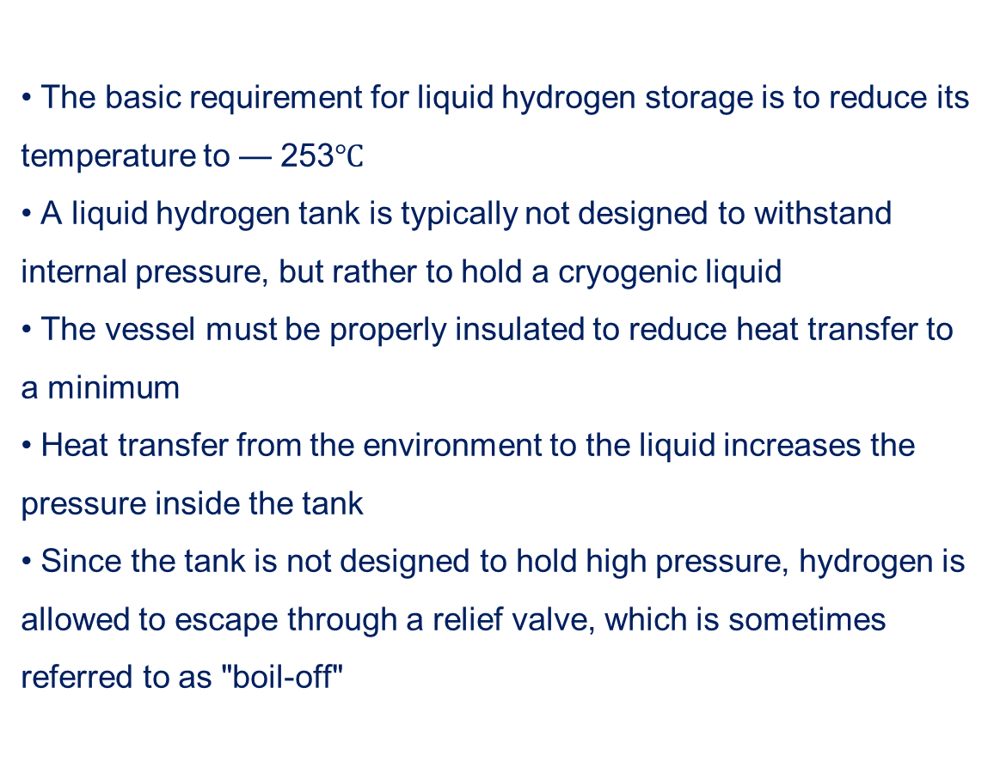 • The basic requirement for liquid hydrogen storage is to reduce its
temperature to — 253℃
• A liquid hydrogen tank is typically not designed to withstand
internal pressure, but rather to hold a cryogenic liquid
• The vessel must be properly insulated to reduce heat transfer to
a minimum
• Heat transfer from the environment to the liquid increases the
pressure inside the tank
• Since the tank is not designed to hold high pressure, hydrogen is
allowed to escape through a relief valve, which is sometimes
referred to as "boil-off"